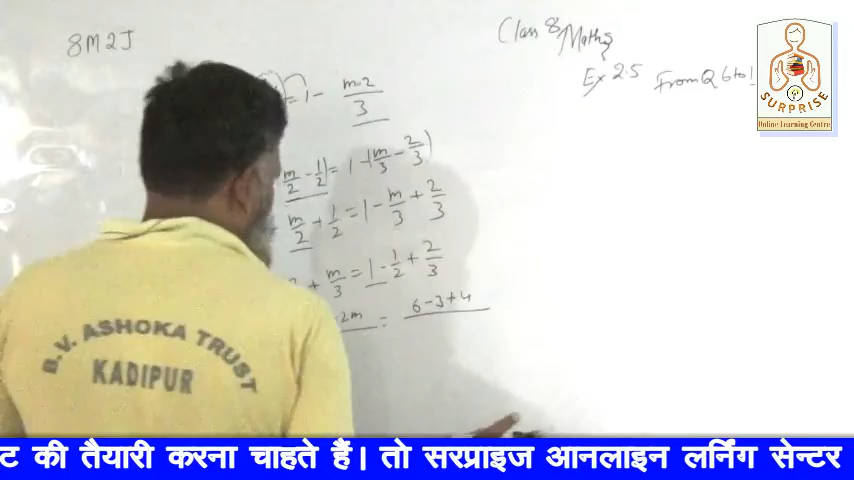 8M2J
Class 8 Maths
Ex 2.5 From Q 6 to 1
= 1 - m-2/3
m/2 - 1/2) = 1 - (m/3 - 2/3)
m/2 + 1/2 = 1 - m/3 + 2/3
+ m/3 = 1 - 1/2 + 2/3
2m = 6-3+4
B.V. ASHOKA TRUST
KADIPUR
SURPRISE
Online Learning Centre
ट की तैयारी करना चाहते हैं। तो सरप्राइज आनलाइन लर्निंग सेन्टर